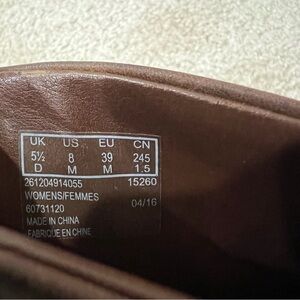 UK US EU CN
5½ 8 39 245
D M M 1.5
261204914055 15260
WOMENS/FEMMES
60731120 04/16
MADE IN CHINA
FABRIQUE EN CHINE